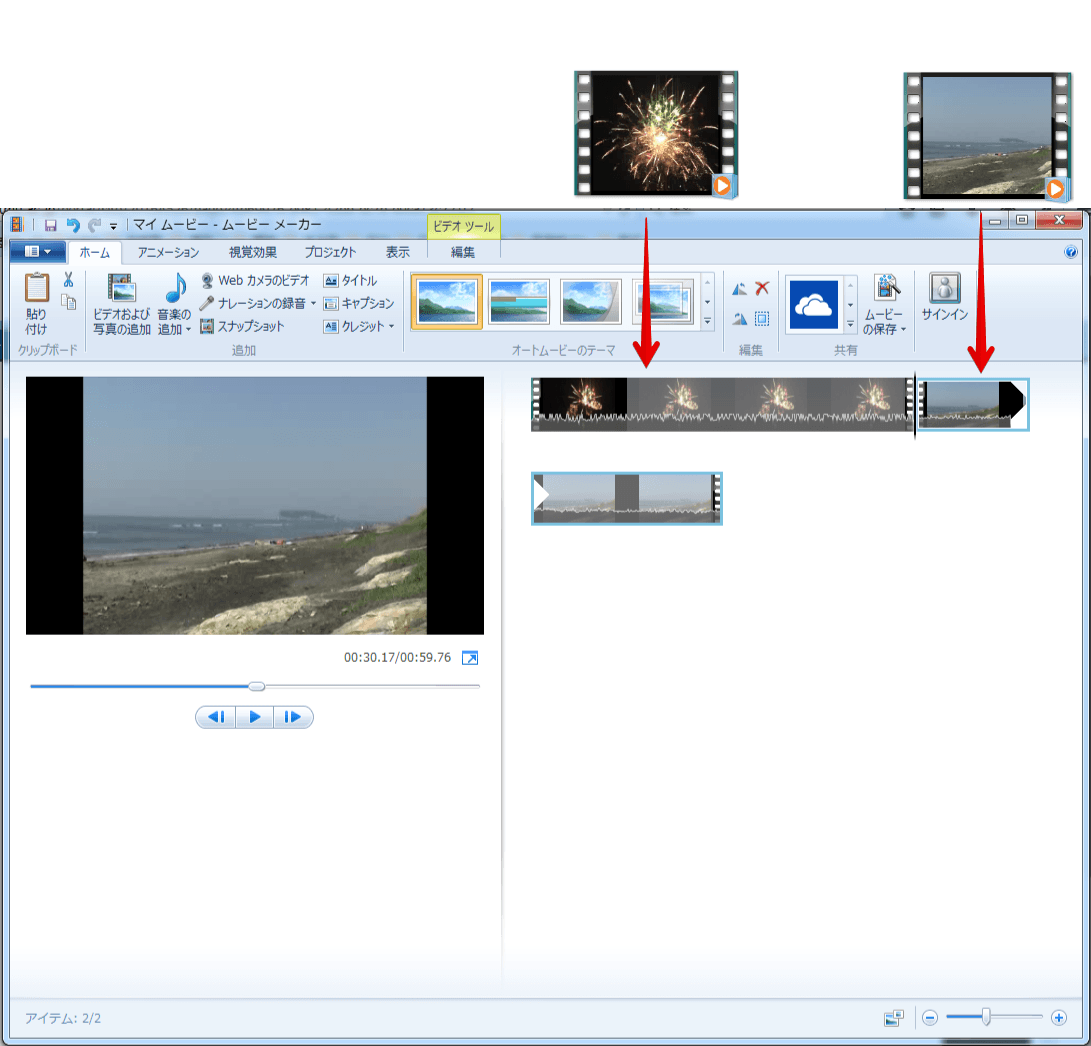 マイ ムービー - ムービー メーカー
ビデオ ツール
ホーム
アニメーション
視覚効果
プロジェクト
表示
編集
貼り
付け
クリップボード
ビデオおよび
写真の追加
音楽の
追加
Web カメラのビデオ
ナレーションの録音
スナップショット
タイトル
キャプション
クレジット
追加
オートムービーのテーマ
編集
ムービー
の保存
共有
サインイン
00:30.17/00:59.76
アイテム: 2/2